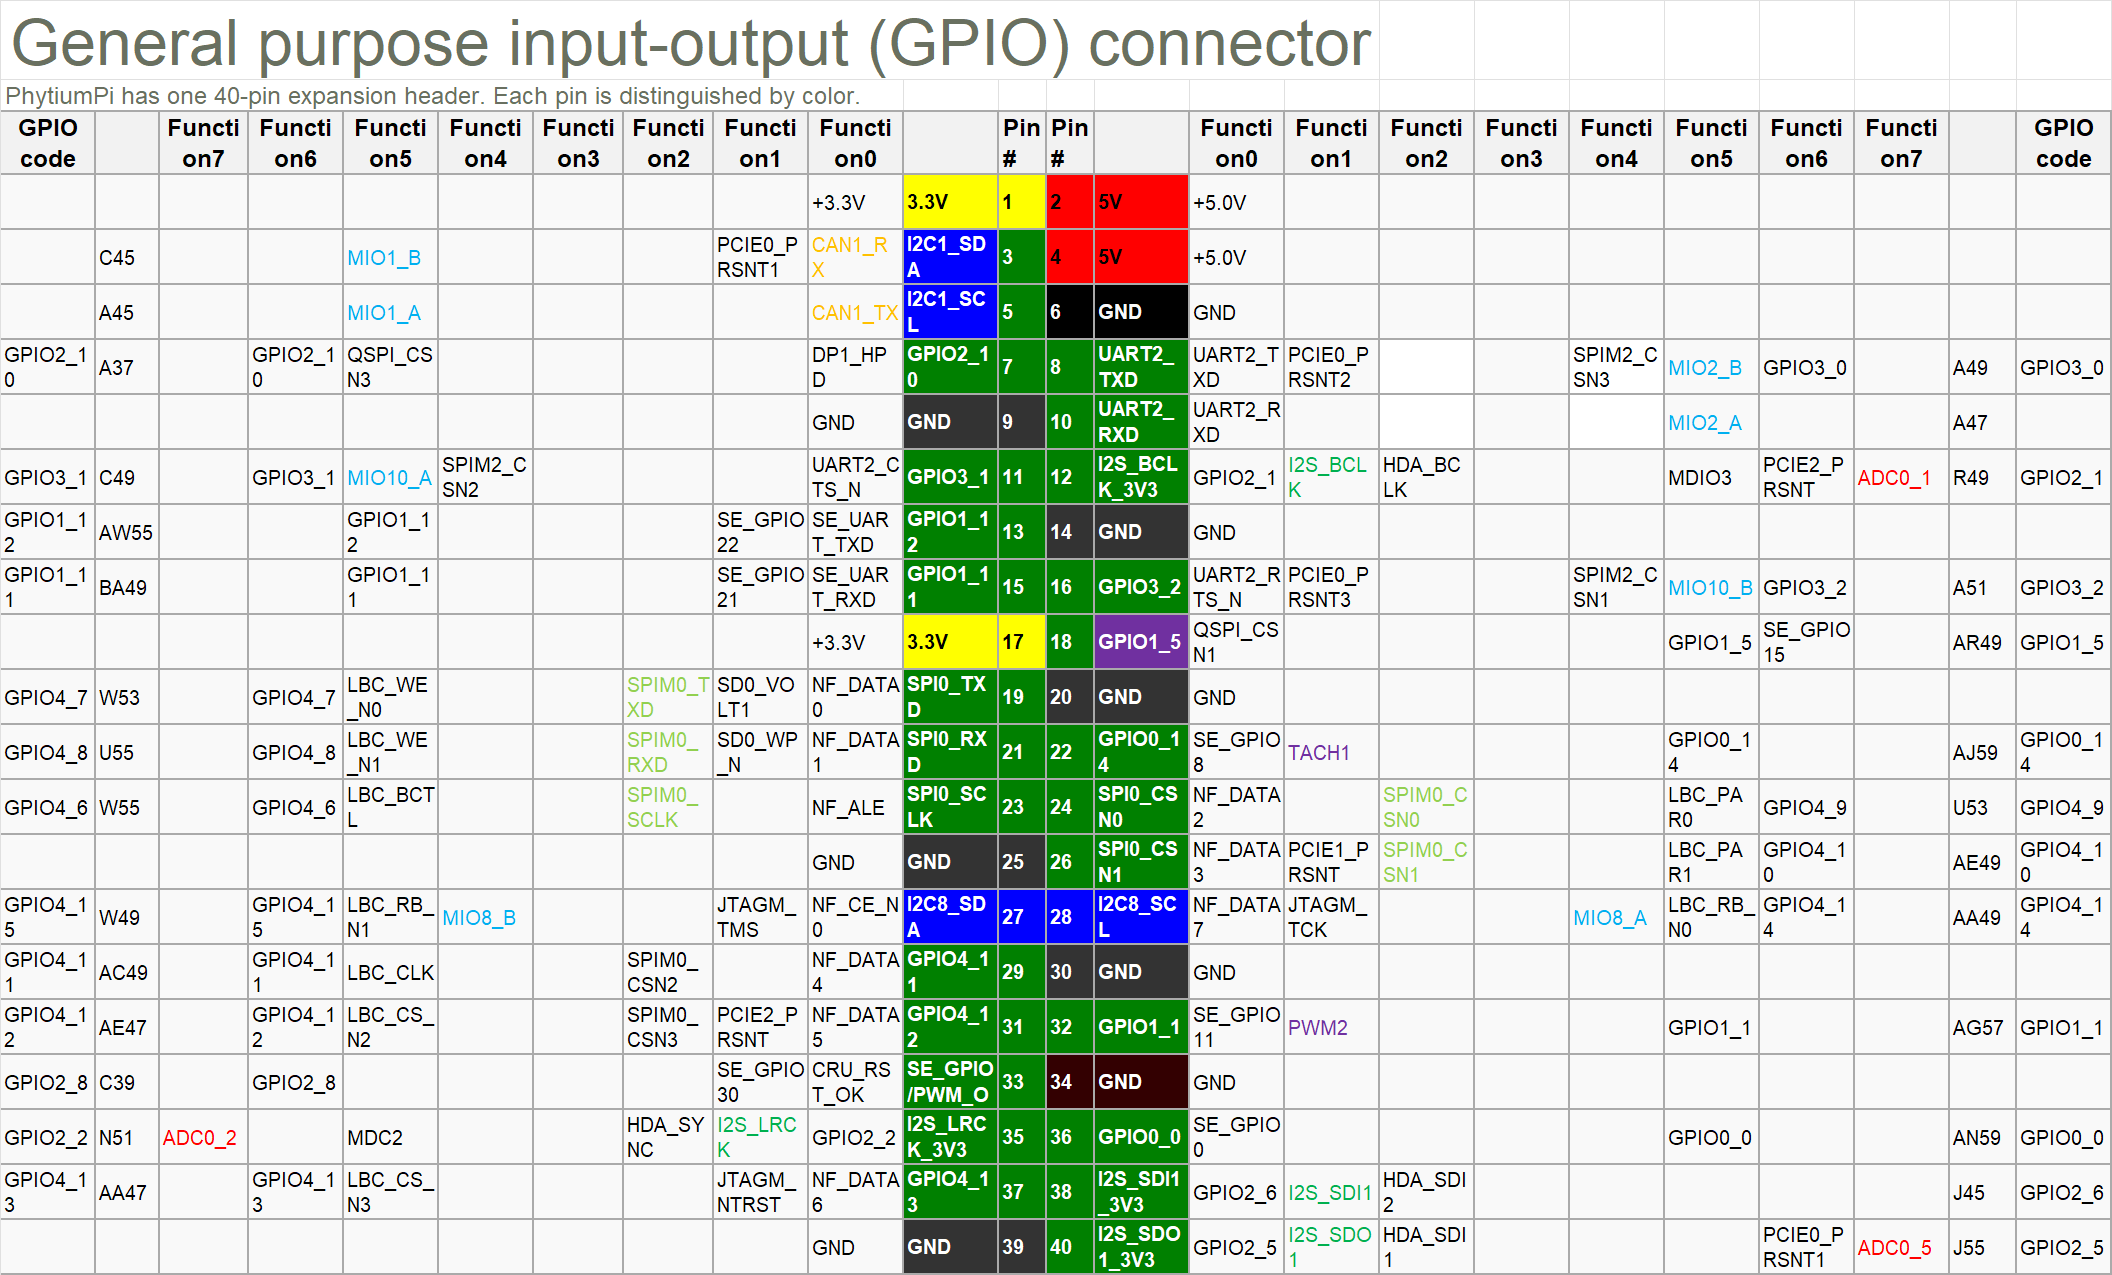 General purpose input-output (GPIO) connector
PhytiumPi has one 40-pin expansion header. Each pin is distinguished by color.
GPIO code Function7 Function6 Function5 Function4 Function3 Function2 Function1 Function0 Pin # Pin # Function0 Function1 Function2 Function3 Function4 Function5 Function6 Function7 GPIO code
+3.3V 3.3V 1 2 5V +5.0V
C45 MIO1_B PCIE0_PRSNT1 CAN1_RX I2C1_SDA 3 4 5V +5.0V
A45 MIO1_A CAN1_TX I2C1_SCL 5 6 GND GND
GPIO2_10 A37 GPIO2_10 QSPI_CSN3 DP1_HPD GPIO2_10 7 8 UART2_TXD UART2_TXD PCIE0_PRSNT2 SPIM2_CSN3 MIO2_B GPIO3_0 A49 GPIO3_0
GND GND 9 10 UART2_RXD UART2_RXD MIO2_A A47
GPIO3_1 C49 GPIO3_1 MIO10_A SPIM2_CSN2 UART2_CTS_N GPIO3_1 11 12 I2S_BCLK_3V3 GPIO2_1 I2S_BCLK HDA_BCLK MDIO3 PCIE2_PRSNT ADC0_1 R49 GPIO2_1
GPIO1_12 AW55 GPIO1_12 SE_GPIO22 SE_UART_TXD GPIO1_12 13 14 GND GND
GPIO1_11 BA49 GPIO1_11 SE_GPIO21 SE_UART_RXD GPIO1_11 15 16 GPIO3_2 UART2_RTS_N PCIE0_PRSNT3 SPIM2_CSN1 MIO10_B GPIO3_2 A51 GPIO3_2
+3.3V 3.3V 17 18 GPIO1_5 QSPI_CSN1 GPIO1_5 SE_GPIO15 AR49 GPIO1_5
GPIO4_7 W53 GPIO4_7 LBC_WE_N0 SPIM0_TXD SD0_VOLT1 NF_DATA0 SPI0_TXD 19 20 GND GND
GPIO4_8 U55 GPIO4_8 LBC_WE_N1 SPIM0_RXD SD0_WP_N NF_DATA1 SPI0_RXD 21 22 GPIO0_14 SE_GPIO8 TACH1 GPIO0_14 AJ59 GPIO0_14
GPIO4_6 W55 GPIO4_6 LBC_BCTL SPIM0_SCLK NF_ALE SPI0_SCLK 23 24 SPI0_CSN0 NF_DATA2 SPIM0_CSN0 LBC_PAR0 GPIO4_9 U53 GPIO4_9
GND GND 25 26 SPI0_CSN1 NF_DATA3 PCIE1_PRSNT SPIM0_CSN1 LBC_PAR1 GPIO4_10 AE49 GPIO4_10
GPIO4_15 W49 GPIO4_15 LBC_RB_N1 MIO8_B JTAGM_TMS NF_CE_N0 I2C8_SDA 27 28 I2C8_SCL NF_DATA7 JTAGM_TCK MIO8_A LBC_RB_N0 GPIO4_14 AA49 GPIO4_14
GPIO4_11 AC49 GPIO4_11 LBC_CLK SPIM0_CSN2 NF_DATA4 GPIO4_11 29 30 GND GND
GPIO4_12 AE47 GPIO4_12 LBC_CS_N2 SPIM0_CSN3 PCIE2_PRSNT NF_DATA5 GPIO4_12 31 32 GPIO1_1 SE_GPIO11 PWM2 GPIO1_1 AG57 GPIO1_1
GPIO2_8 C39 GPIO2_8 SE_GPIO30 CRU_RST_OK SE_GPIO/PWM_O 33 34 GND GND
GPIO2_2 N51 ADC0_2 MDC2 HDA_SYNC I2S_LRCK GPIO2_2 I2S_LRCK_3V3 35 36 GPIO0_0 SE_GPIO0 GPIO0_0 AN59 GPIO0_0
GPIO4_13 AA47 GPIO4_13 LBC_CS_N3 JTAGM_NTRST NF_DATA6 GPIO4_13 37 38 I2S_SDI1_3V3 GPIO2_6 I2S_SDI1 HDA_SDI2 J45 GPIO2_6
GND GND 39 40 I2S_SDO1_3V3 GPIO2_5 I2S_SDO1 HDA_SDI1 PCIE0_PRSNT1 ADC0_5 J55 GPIO2_5